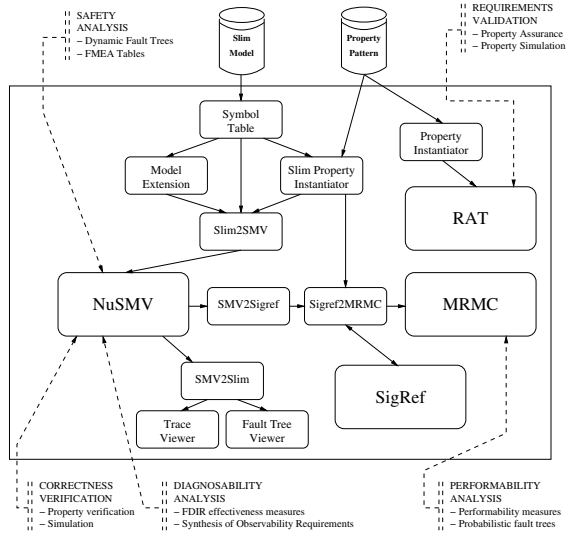 SAFETY
ANALYSIS
– Dynamic Fault Trees
– FMEA Tables
Slim
Model
Property
Pattern
REQUIREMENTS
VALIDATION
– Property Assurance
– Property Simulation
Symbol
Table
Property
Instantiator
Model
Extension
Slim Property
Instantiator
RAT
Slim2SMV
NuSMV
SMV2Sigref
Sigref2MRMC
MRMC
SMV2Slim
SigRef
Trace
Viewer
Fault Tree
Viewer
CORRECTNESS
VERIFICATION
– Property verification
– Simulation
DIAGNOSABILITY
ANALYSIS
– FDIR effectiveness measures
– Synthesis of Observability Requirements
PERFORMABILITY
ANALYSIS
– Performability measures
– Probabilistic fault trees